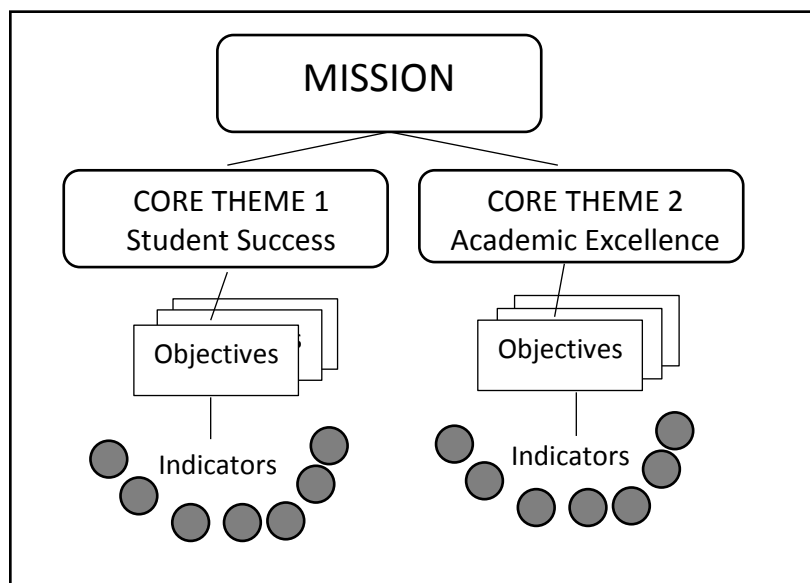 MISSION
CORE THEME 1
Student Success
CORE THEME 2
Academic Excellence
Objectives
Objectives
Indicators
Indicators